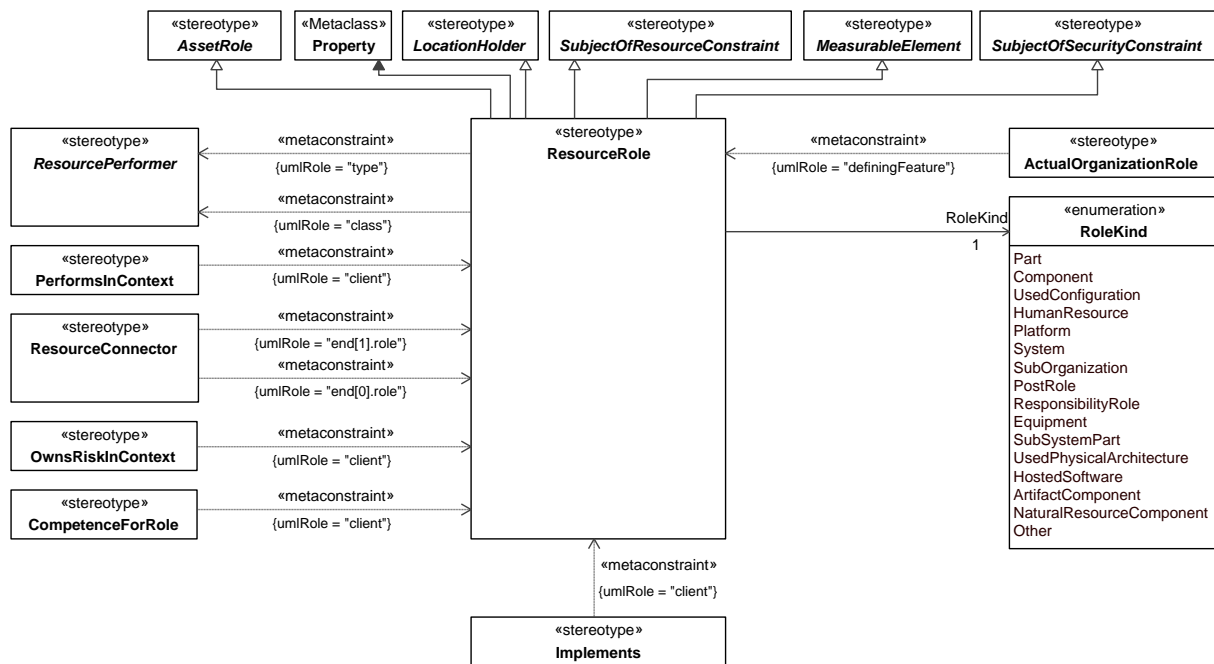 «stereotype»
AssetRole
«Metaclass»
Property
«stereotype»
LocationHolder
«stereotype»
SubjectOfResourceConstraint
«stereotype»
MeasurableElement
«stereotype»
SubjectOfSecurityConstraint
«stereotype»
ResourcePerformer
«metaconstraint»
{umlRole = "type"}
«metaconstraint»
{umlRole = "class"}
«stereotype»
PerformsInContext
«metaconstraint»
{umlRole = "client"}
«stereotype»
ResourceConnector
«metaconstraint»
{umlRole = "end[1].role"}
«metaconstraint»
{umlRole = "end[0].role"}
«stereotype»
OwnsRiskInContext
«metaconstraint»
{umlRole = "client"}
«stereotype»
CompetenceForRole
«metaconstraint»
{umlRole = "client"}
«stereotype»
ResourceRole
«metaconstraint»
{umlRole = "definingFeature"}
«stereotype»
ActualOrganizationRole
RoleKind
1
«enumeration»
RoleKind
Part
Component
UsedConfiguration
HumanResource
Platform
System
SubOrganization
PostRole
ResponsibilityRole
Equipment
SubSystemPart
UsedPhysicalArchitecture
HostedSoftware
ArtifactComponent
NaturalResourceComponent
Other
«metaconstraint»
{umlRole = "client"}
«stereotype»
Implements